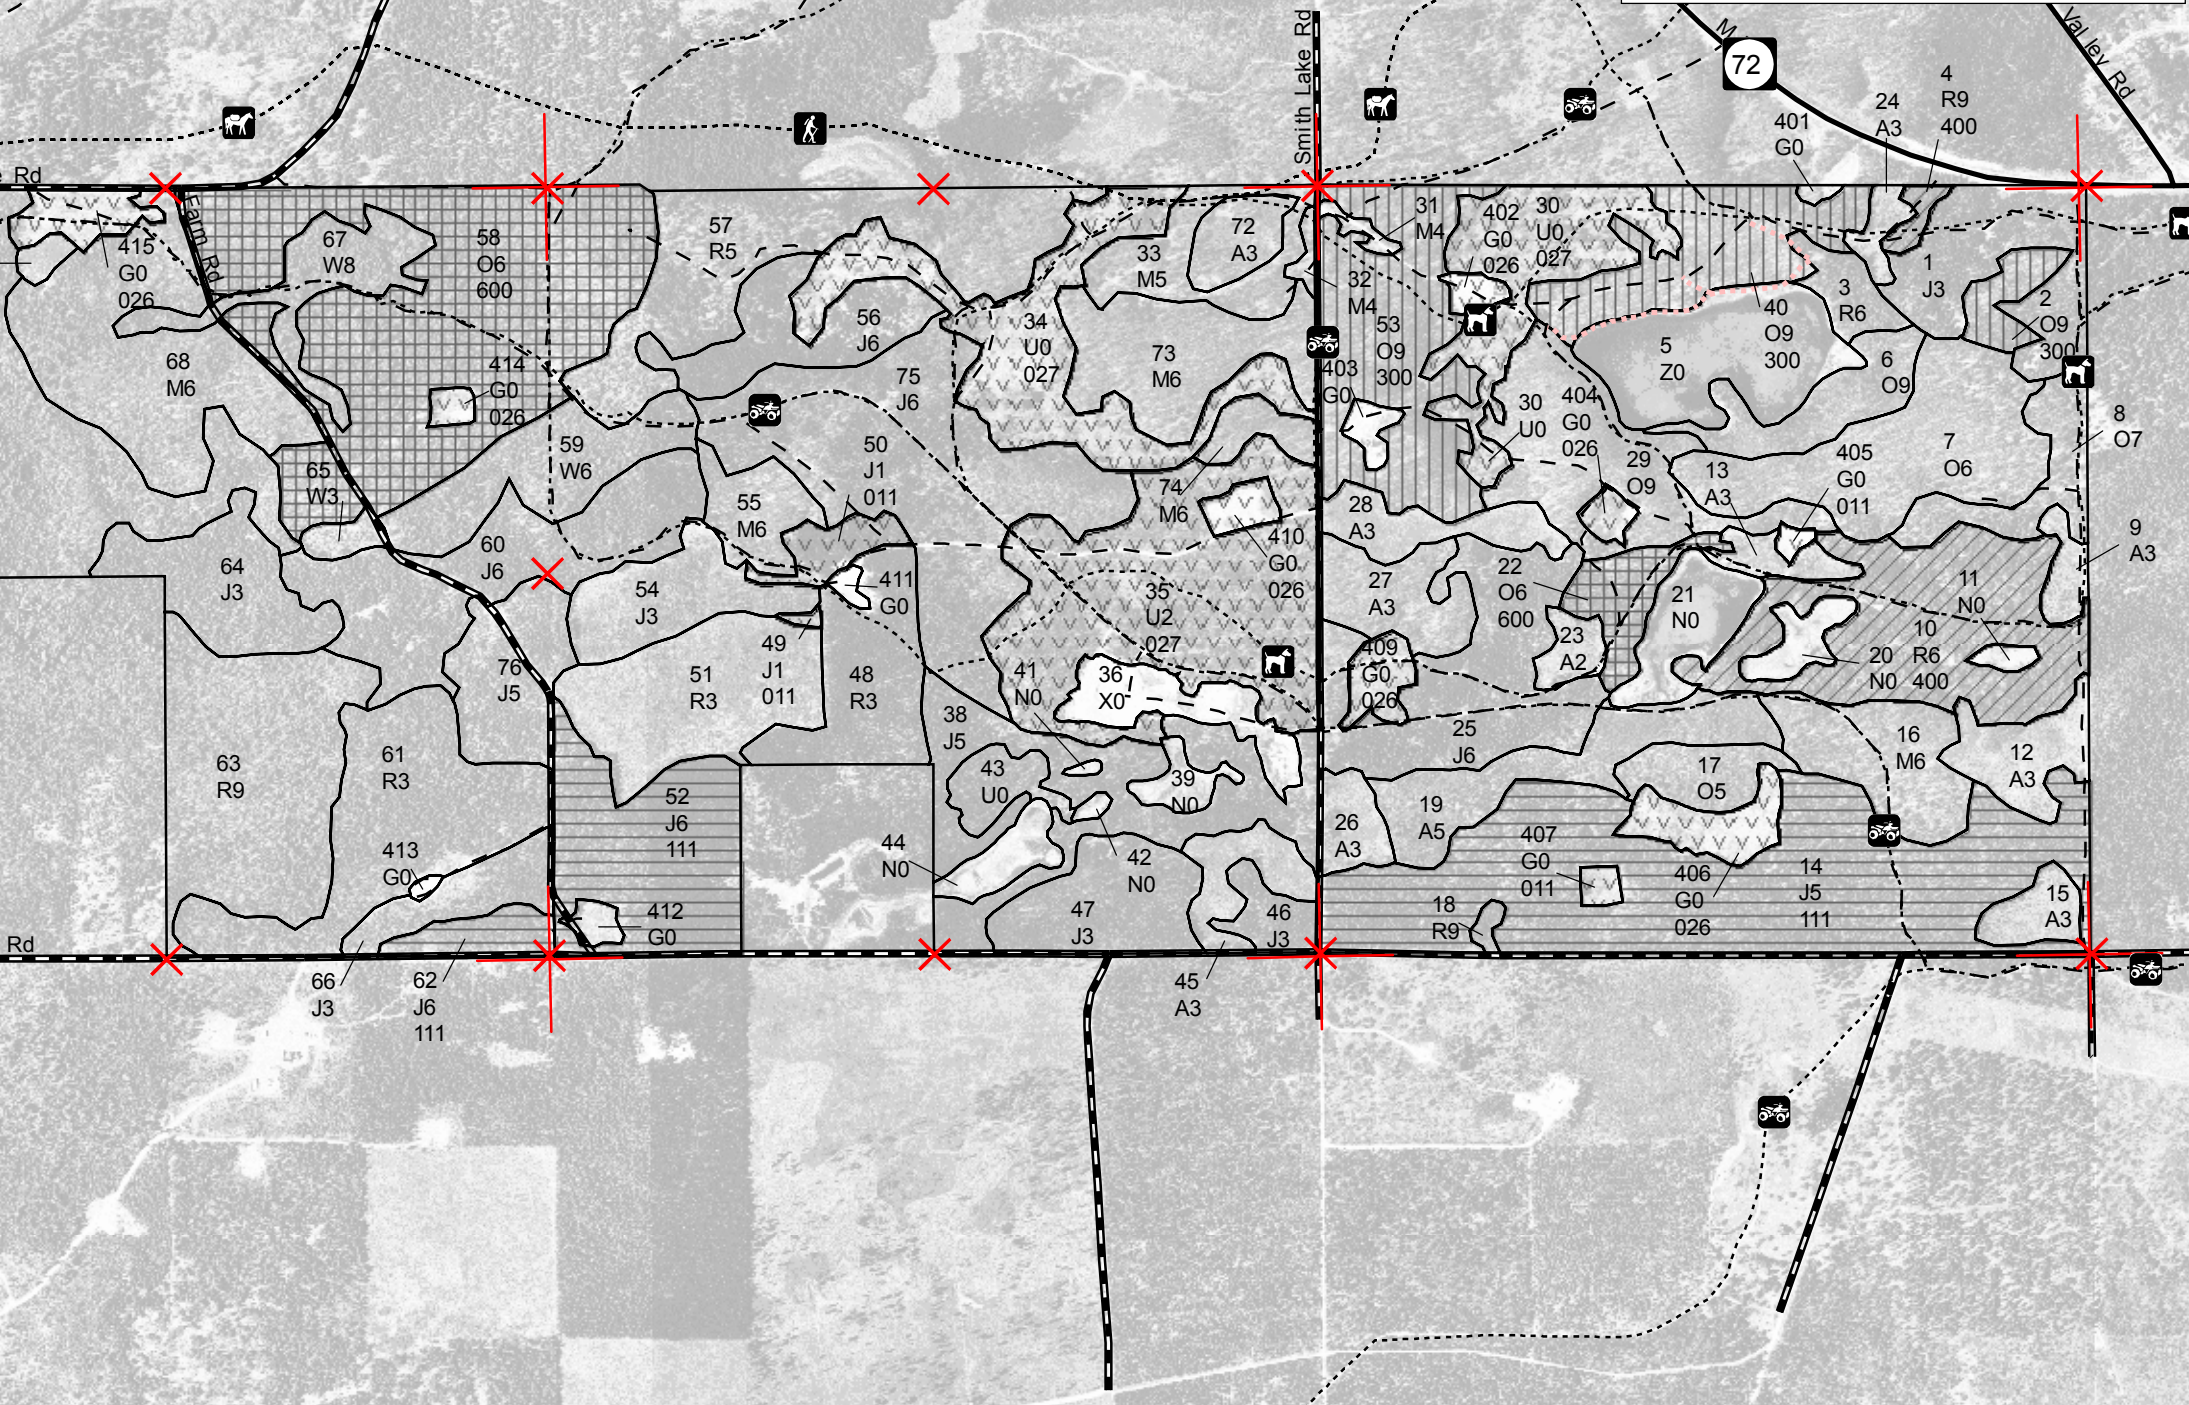 Valley Rd
72
Smith Lake Rd
4
R9
400
24
A3
401
G0
Rd
Farm Rd
415
G0
026
67
W8
58
O6
600
57
R5
33
M5
72
A3
31
M4
402
G0
026
30
U0
027
32
M4
53
O9
300
1
J3
3
R6
2
O9
300
40
O9
300
5
Z0
6
O9
68
M6
414
G0
026
56
J6
34
U0
027
73
M6
75
J6
403
G0
30
U0
404
G0
026
8
O7
59
W6
50
J1
011
65
W3
55
M6
74
M6
410
G0
026
28
A3
29
O9
13
A3
405
G0
011
7
O6
9
A3
64
J3
60
J6
54
J3
411
G0
35
U2
027
27
A3
22
O6
600
21
N0
11
N0
23
A2
10
R6
400
20
N0
76
J5
51
R3
49
J1
011
48
R3
41
N0
36
X0
409
G0
026
38
J5
25
J6
16
M6
12
A3
63
R9
61
R3
43
U0
39
N0
17
O5
52
J6
111
26
A3
19
A5
413
G0
44
N0
42
N0
407
G0
011
406
G0
026
14
J5
111
412
G0
47
J3
46
J3
18
R9
15
A3
Rd
66
J3
62
J6
111
45
A3